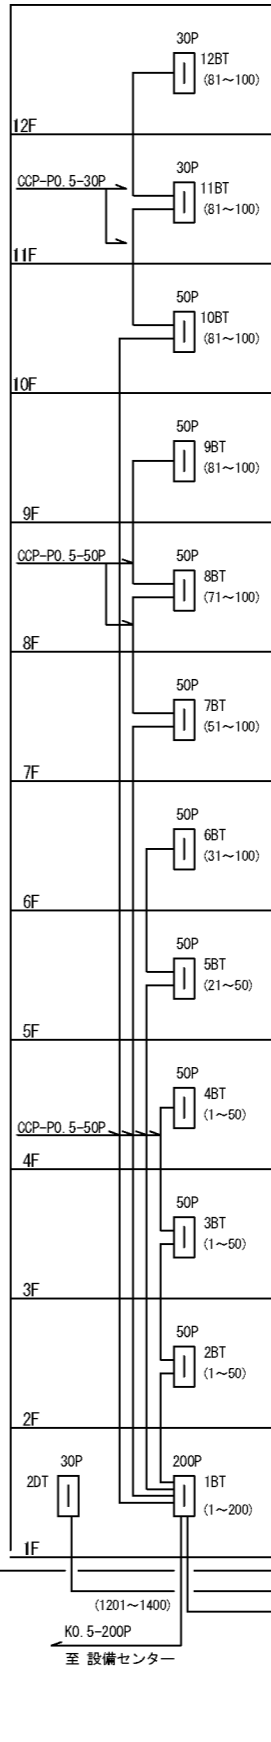 30P
12BT
(81～100)
12F
30P
CCP-P0.5-30P
11BT
(81～100)
11F
50P
10BT
(81～100)
10F
50P
9BT
(81～100)
9F
50P
CCP-P0.5-50P
8BT
(71～100)
8F
50P
7BT
(51～100)
7F
50P
6BT
(31～100)
6F
50P
5BT
(21～50)
5F
50P
4BT
(1～50)
CCP-P0.5-50P
4F
50P
3BT
(1～50)
3F
50P
2BT
(1～50)
2F
30P
200P
2DT
1BT
(1～200)
1F
(1201～1400)
K0.5-200P
至 設備センター